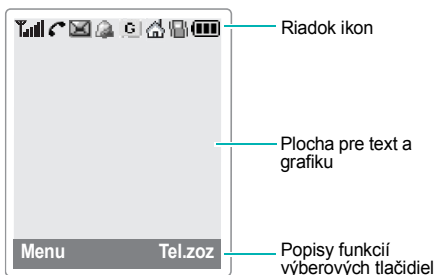 G
Riadok ikon
Plocha pre text a
grafiku
Menu Tel.zoz
Popisy funkcií
výberových tlačidiel